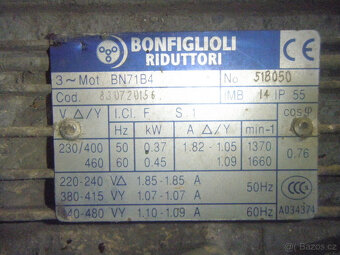 BONFIGLIOLI
RIDUTTORI
CE
3~Mot BN71B4 No 518050
Cod. 830720156 IMB 14 IP 55
V Δ/Y I.Cl. F S 1 cosφ
Hz kW A Δ/Y min-1
230/400 50 0.37 1.82 - 1.05 1370 0.76
460 60 0.45 1.09 1660
220-240 VΔ 1.85-1.85 A 50Hz
380-415 VY 1.07-1.07 A
440-480 VY 1.10-1.09 A 60Hz
CCC
A034374